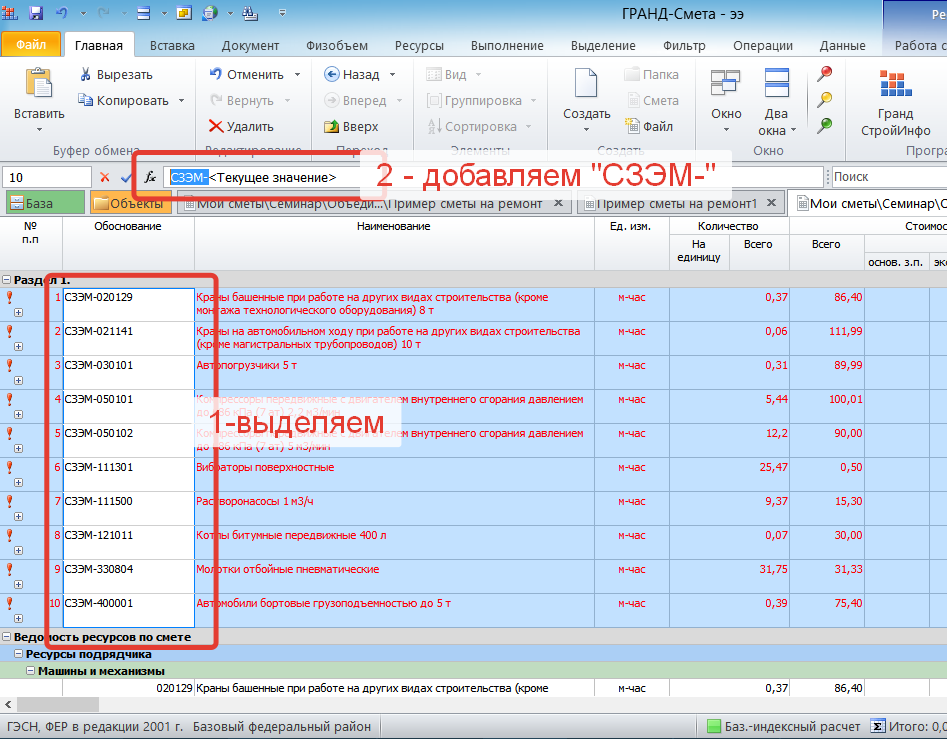 ГРАНД-Смета - ээ
Ре
Файл Главная Вставка Документ Физобъем Ресурсы Выполнение Выделение Фильтр Операции Данные Работа с
Вставить
Вырезать
Копировать
Буфер обмена
Отменить
Вернуть
Удалить
Редактирование
Назад
Вперед
Вверх
Переход
Вид
Группировка
Сортировка
Элементы
Создать
Папка
Смета
Файл
Создать
Окно
Два окна
Окно
Гранд
СтройИнфо
Програ
10 fx СЗЭМ-<Текущее значение> Поиск
2 - добавляем "СЗЭМ-"
База Объекты Мои сметы\Семинар\Объеди...\Пример сметы на ремонт Пример сметы на ремонт1 Мои сметы\Семинар\С
№ п.п Обоснование Наименование Ед. изм. Количество Стоимос
На единицу Всего Всего
основ. з.п. экс
Раздел 1.
1 СЗЭМ-020129 Краны башенные при работе на других видах строительства (кроме 
монтажа технологического оборудования) 8 т м-час 0,37 86,40
2 СЗЭМ-021141 Краны на автомобильном ходу при работе на других видах строительства
(кроме магистральных трубопроводов) 10 т м-час 0,06 111,99
3 СЗЭМ-030101 Автопогрузчики 5 т м-час 0,31 89,99
4 СЗЭМ-050101 Компрессоры передвижные с двигателем внутреннего сгорания давлением
до 686 кПа (7 ат) 2,2 м3/мин м-час 5,44 100,01
5 СЗЭМ-050102 Компрессоры передвижные с двигателем внутреннего сгорания давлением
до 686 кПа (7 ат) 5 м3/мин м-час 12,2 90,00
1-выделяем
6 СЗЭМ-111301 Вибраторы поверхностные м-час 25,47 0,50
7 СЗЭМ-111500 Растворонасосы 1 м3/ч м-час 9,37 15,30
8 СЗЭМ-121011 Котлы битумные передвижные 400 л м-час 0,07 30,00
9 СЗЭМ-330804 Молотки отбойные пневматические м-час 31,75 31,33
10 СЗЭМ-400001 Автомобили бортовые грузоподъемностью до 5 т м-час 0,39 75,40
Ведомость ресурсов по смете
Ресурсы подрядчика
Машины и механизмы
020129 Краны башенные при работе на других видах строительства (кроме м-час 0,37 86,40
ГЭСН, ФЕР в редакции 2001 г. Базовый федеральный район Баз.-индексный расчет Итого: 0,0